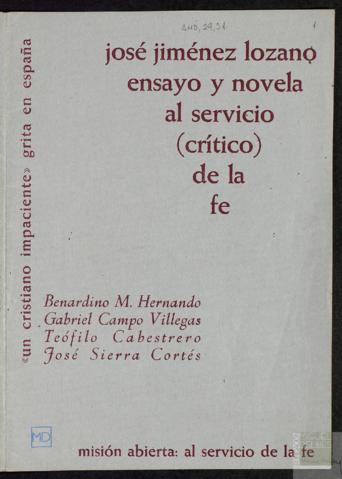 josé jiménez lozano
ensayo y novela
al servicio
(crítico)
de la
fe
«un cristiano impaciente» grita en españa
Benardino M. Hernando
Gabriel Campo Villegas
Teófilo Cabestrero
José Sierra Cortés
MD
misión abierta: al servicio de la fe